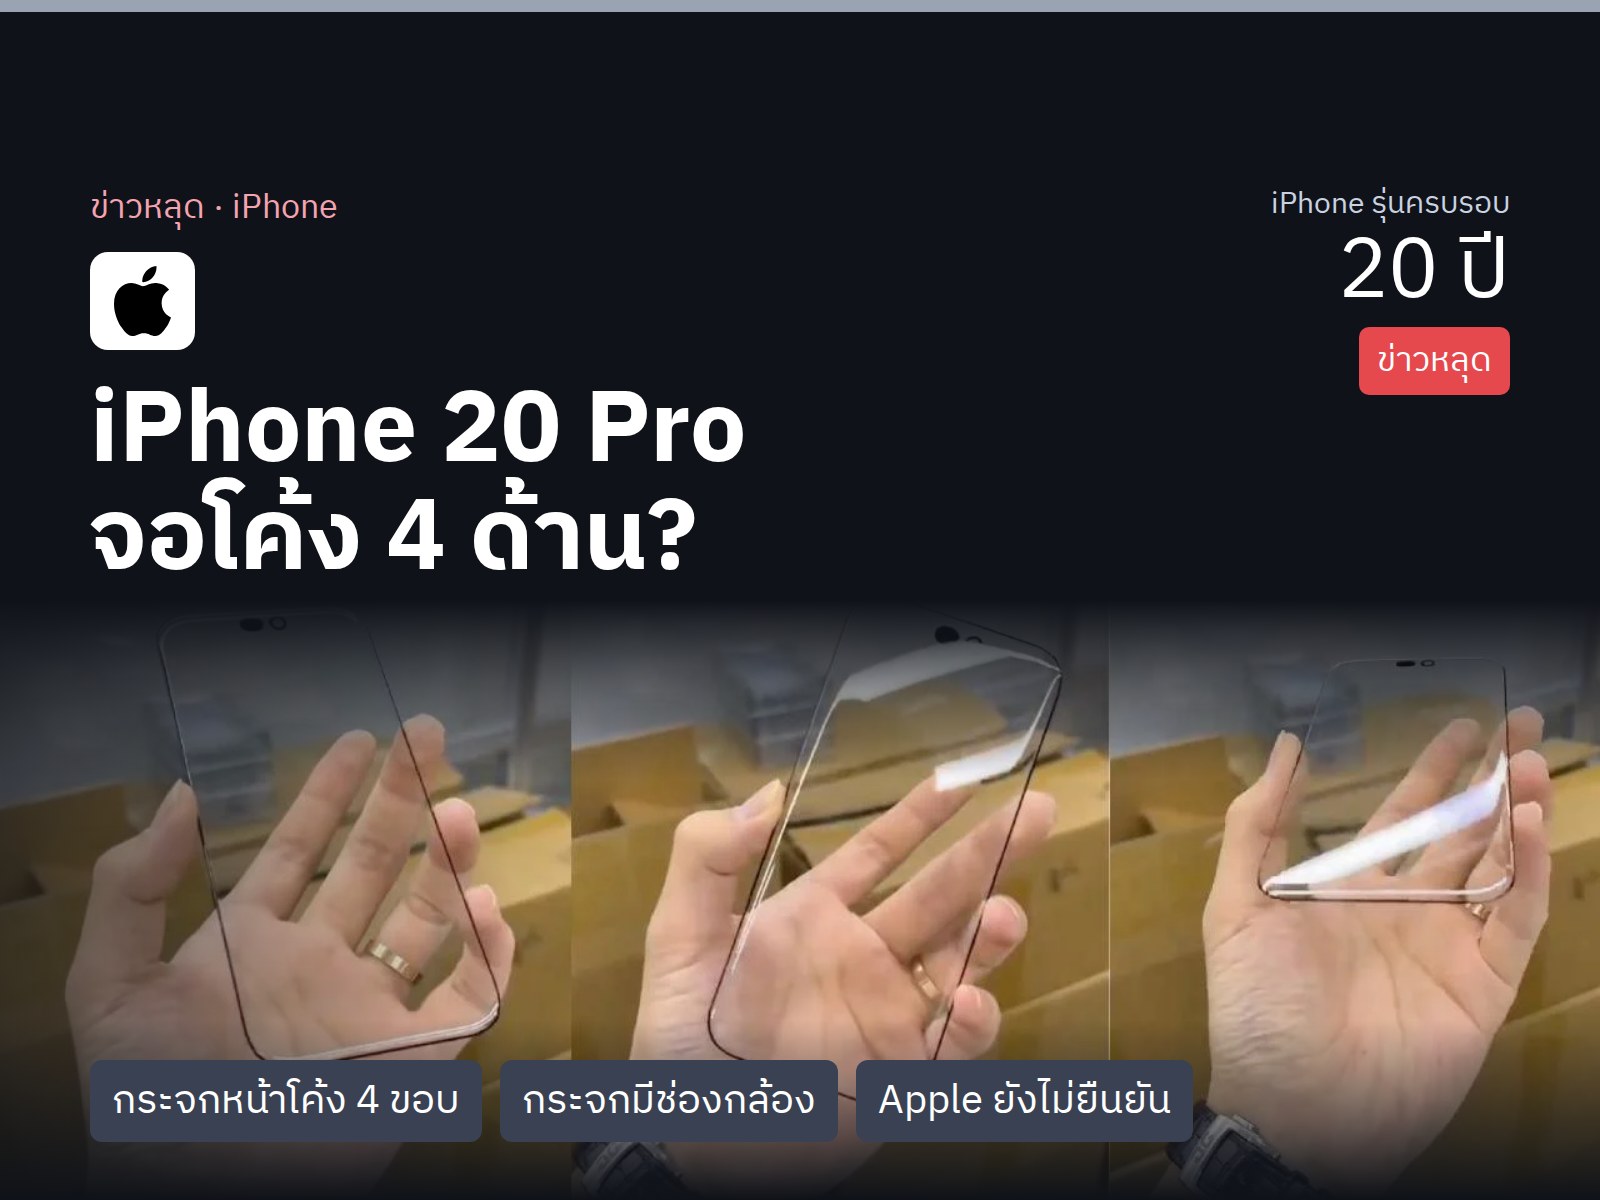 ข่าวหลุด · iPhone
iPhone รุ่นครบรอบ
20 ปี
ข่าวหลุด
iPhone 20 Pro
จอโค้ง 4 ด้าน?
กระจกหน้าโค้ง 4 ขอบ
กระจกมีช่องกล้อง
Apple ยังไม่ยืนยัน